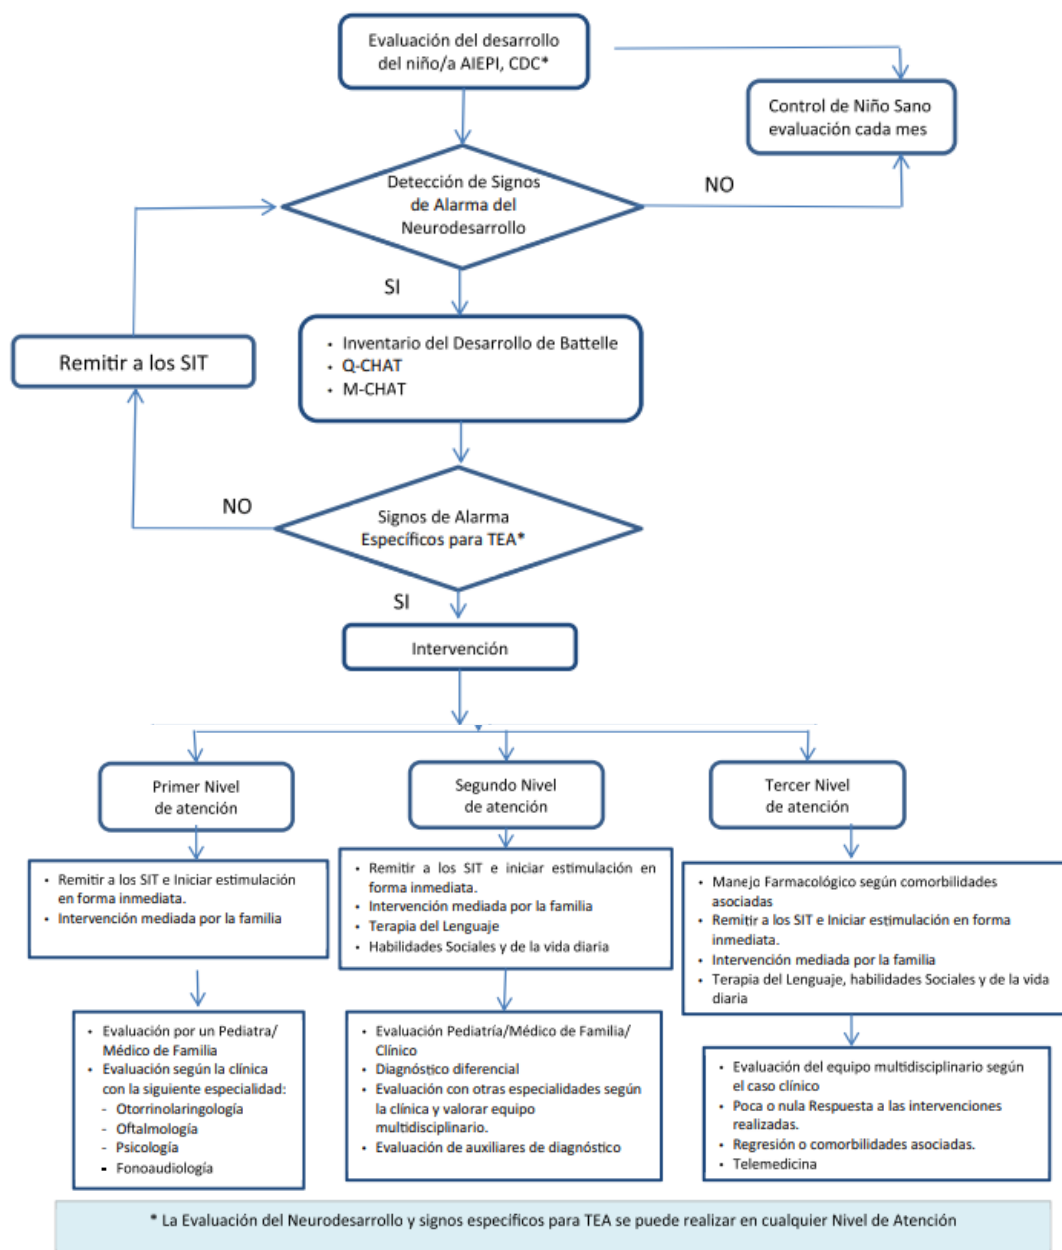 Evaluación del desarrollo
del niño/a AIEPI, CDC*
Control de Niño Sano
evaluación cada mes
Detección de Signos
de Alarma del
Neurodesarrollo
NO
SI
• Inventario del Desarrollo de Battelle
• Q-CHAT
• M-CHAT
Remitir a los SIT
NO
Signos de Alarma
Específicos para TEA*
SI
Intervención
Primer Nivel
de atención
Segundo Nivel
de atención
Tercer Nivel
de atención
• Remitir a los SIT e Iniciar estimulación
en forma inmediata.
• Intervención mediada por la familia
• Remitir a los SIT e iniciar estimulación en
forma inmediata.
• Intervención mediada por la familia
• Terapia del Lenguaje
• Habilidades Sociales y de la vida diaria
• Manejo Farmacológico según comorbilidades
asociadas
• Remitir a los SIT e Iniciar estimulación en forma
inmediata.
• Intervención mediada por la familia
• Terapia del Lenguaje, habilidades Sociales y de la vida
diaria
• Evaluación por un Pediatra/
Médico de Familia
• Evaluación según la clínica
con la siguiente especialidad:
- Otorrinolaringología
- Oftalmología
- Psicología
- Fonoaudiología
• Evaluación Pediatría/Médico de Familia/
Clínico
• Diagnóstico diferencial
• Evaluación con otras especialidades según
la clínica y valorar equipo
multidisciplinario.
• Evaluación de auxiliares de diagnóstico
• Evaluación del equipo multidisciplinario según
el caso clínico
• Poca o nula Respuesta a las intervenciones
realizadas.
• Regresión o comorbilidades asociadas.
• Telemedicina
* La Evaluación del Neurodesarrollo y signos especificos para TEA se puede realizar en cualquier Nivel de Atención